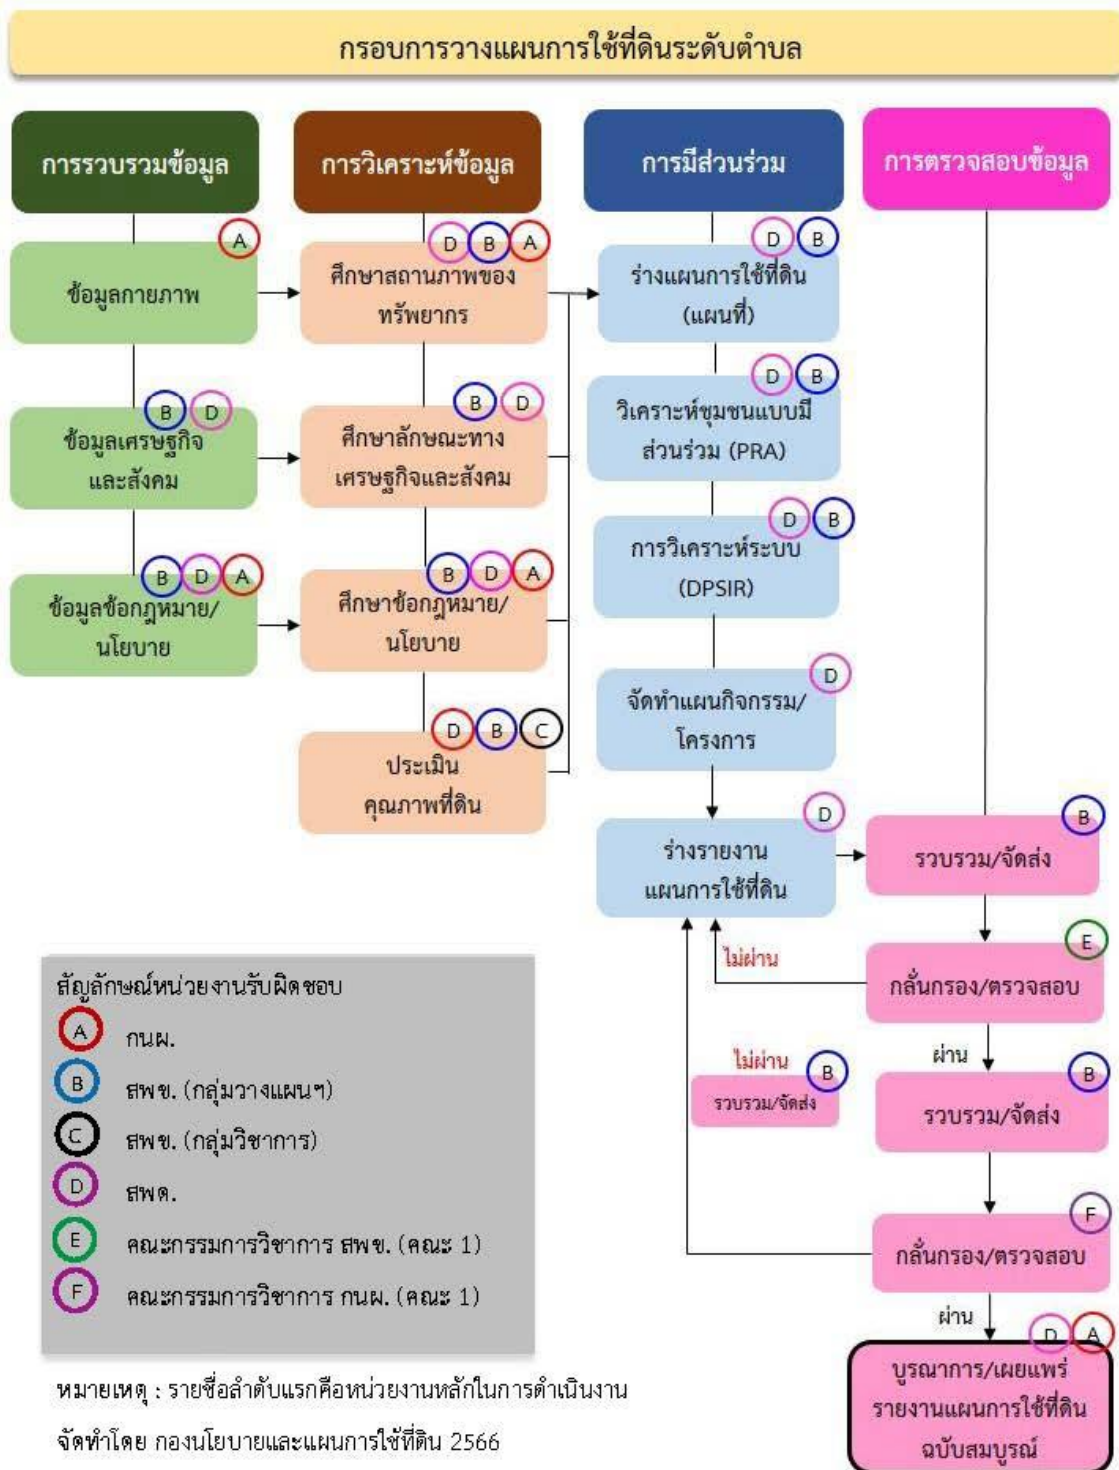 กรอบการวางแผนการใช้ที่ดินระดับตำบล
การรวบรวมข้อมูล
A
ข้อมูลกายภาพ
B D
ข้อมูลเศรษฐกิจ
และสังคม
B D A
ข้อมูลข้อกฎหมาย/
นโยบาย
การวิเคราะห์ข้อมูล
D B A
ศึกษาสถานภาพของ
ทรัพยากร
B D
ศึกษาลักษณะทาง
เศรษฐกิจและสังคม
B D A
ศึกษาข้อกฎหมาย/
นโยบาย
D B C
ประเมิน
คุณภาพที่ดิน
การมีส่วนร่วม
D B
ร่างแผนการใช้ที่ดิน
(แผนที่)
D B
วิเคราะห์ชุมชนแบบมี
ส่วนร่วม (PRA)
D B
การวิเคราะห์ระบบ
(DPSIR)
D
จัดทำแผนกิจกรรม/
โครงการ
D
ร่างรายงาน
แผนการใช้ที่ดิน
การตรวจสอบข้อมูล
B
รวบรวม/จัดส่ง
E
กลั่นกรอง/ตรวจสอบ
ไม่ผ่าน
ผ่าน
B
รวบรวม/จัดส่ง
ไม่ผ่าน
B
รวบรวม/จัดส่ง
F
กลั่นกรอง/ตรวจสอบ
ผ่าน
D A
บูรณาการ/เผยแพร่
รายงานแผนการใช้ที่ดิน
ฉบับสมบูรณ์
สัญลักษณ์หน่วยงานรับผิดชอบ
A กนผ.
B สพข. (กลุ่มวางแผนฯ)
C สพข. (กลุ่มวิชาการ)
D สพด.
E คณะกรรมการวิชาการ สพข. (คณะ 1)
F คณะกรรมการวิชาการ กนผ. (คณะ 1)
หมายเหตุ : รายชื่อลำดับแรกคือหน่วยงานหลักในการดำเนินงาน
จัดทำโดย กองนโยบายและแผนการใช้ที่ดิน 2566